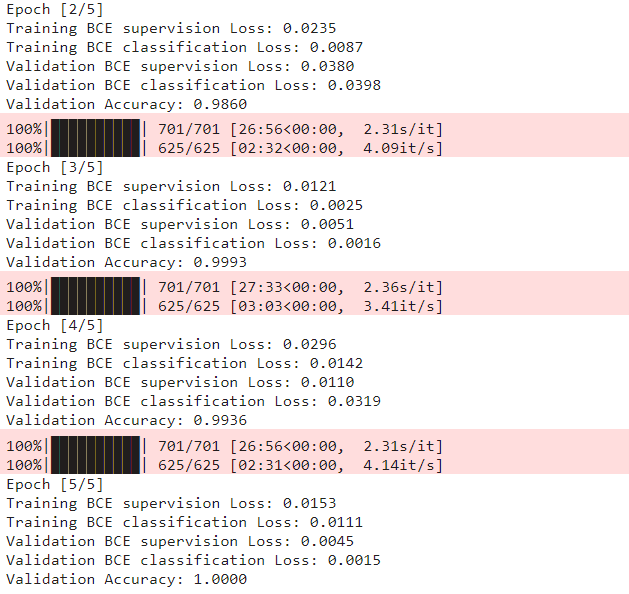 Epoch [2/5]
Training BCE supervision Loss: 0.0235
Training BCE classification Loss: 0.0087
Validation BCE supervision Loss: 0.0380
Validation BCE classification Loss: 0.0398
Validation Accuracy: 0.9860
100%|██████████| 701/701 [26:56<00:00,  2.31s/it]
100%|██████████| 625/625 [02:32<00:00,  4.09it/s]
Epoch [3/5]
Training BCE supervision Loss: 0.0121
Training BCE classification Loss: 0.0025
Validation BCE supervision Loss: 0.0051
Validation BCE classification Loss: 0.0016
Validation Accuracy: 0.9993
100%|██████████| 701/701 [27:33<00:00,  2.36s/it]
100%|██████████| 625/625 [03:03<00:00,  3.41it/s]
Epoch [4/5]
Training BCE supervision Loss: 0.0296
Training BCE classification Loss: 0.0142
Validation BCE supervision Loss: 0.0110
Validation BCE classification Loss: 0.0319
Validation Accuracy: 0.9936
100%|██████████| 701/701 [26:56<00:00,  2.31s/it]
100%|██████████| 625/625 [02:31<00:00,  4.14it/s]
Epoch [5/5]
Training BCE supervision Loss: 0.0153
Training BCE classification Loss: 0.0111
Validation BCE supervision Loss: 0.0045
Validation BCE classification Loss: 0.0015
Validation Accuracy: 1.0000